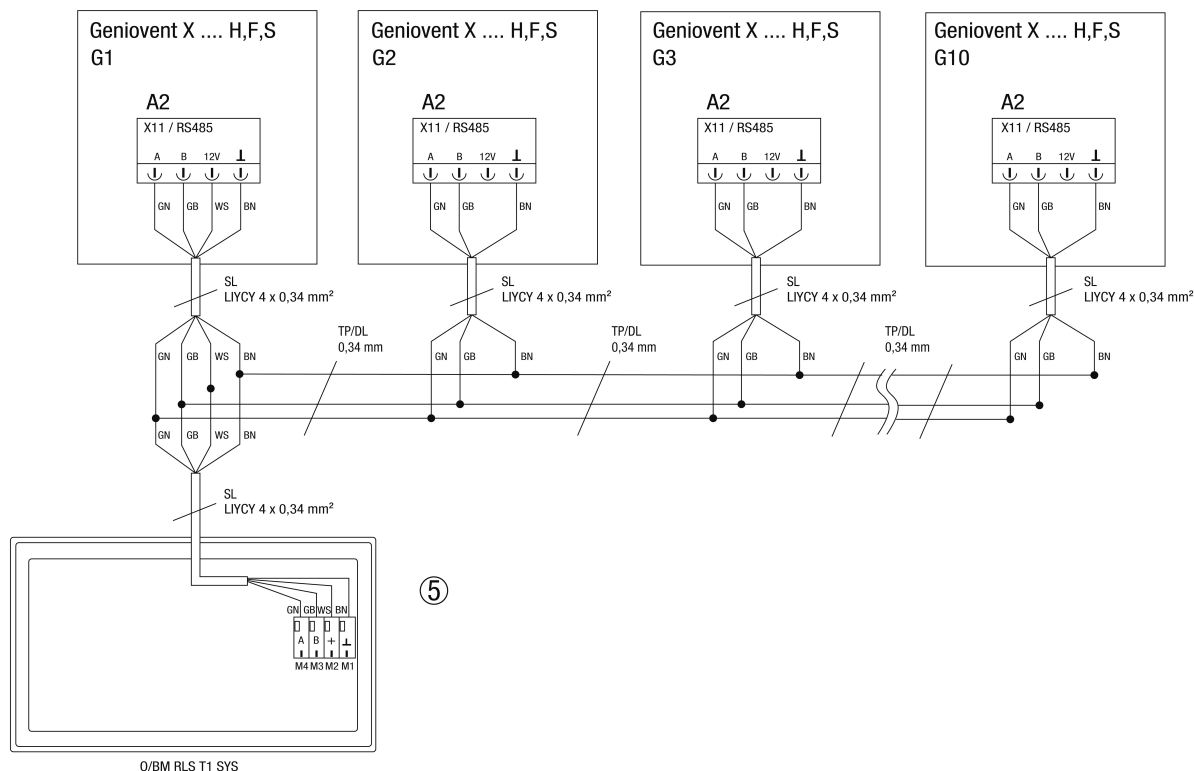 Geniovent X .... H,F,S
G1
A2
X11 / RS485
A B 12V ⊥
GN GB WS BN
SL
LIYCY 4 x 0,34 mm²
Geniovent X .... H,F,S
G2
A2
X11 / RS485
A B 12V ⊥
GN GB BN
SL
LIYCY 4 x 0,34 mm²
Geniovent X .... H,F,S
G3
A2
X11 / RS485
A B 12V ⊥
GN GB BN
SL
LIYCY 4 x 0,34 mm²
Geniovent X .... H,F,S
G10
A2
X11 / RS485
A B 12V ⊥
GN GB BN
SL
LIYCY 4 x 0,34 mm²
GN GB WS BN
TP/DL
0,34 mm
GN GB BN
TP/DL
0,34 mm
GN GB BN
TP/DL
0,34 mm
GN GB BN
GN GB WS BN
SL
LIYCY 4 x 0,34 mm²
⑤
GN GB WS BN
A B + ⊥
M4 M3 M2 M1
O/BM RLS T1 SYS